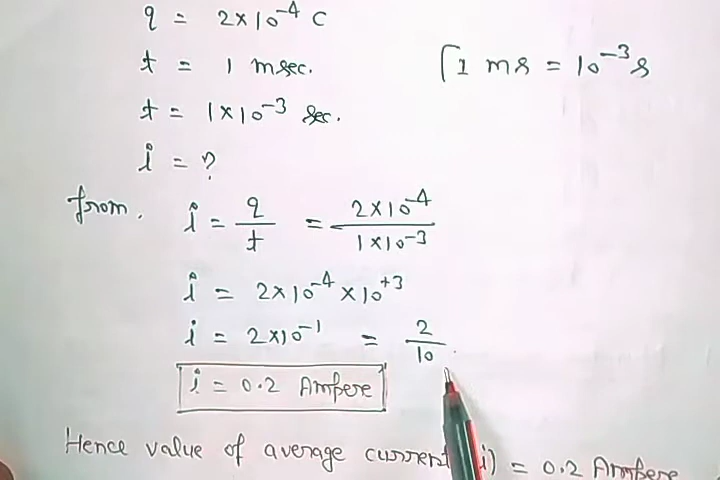 q = 2×10⁻⁴ C
t = 1 msec. [1 ms = 10⁻³ s
t = 1×10⁻³ sec.
i = ?
from, i = q/t = 2×10⁻⁴/1×10⁻³
i = 2×10⁻⁴×10⁺³
i = 2×10⁻¹ = 2/10
i = 0.2 Ampere
Hence value of average current i) = 0.2 Ampere